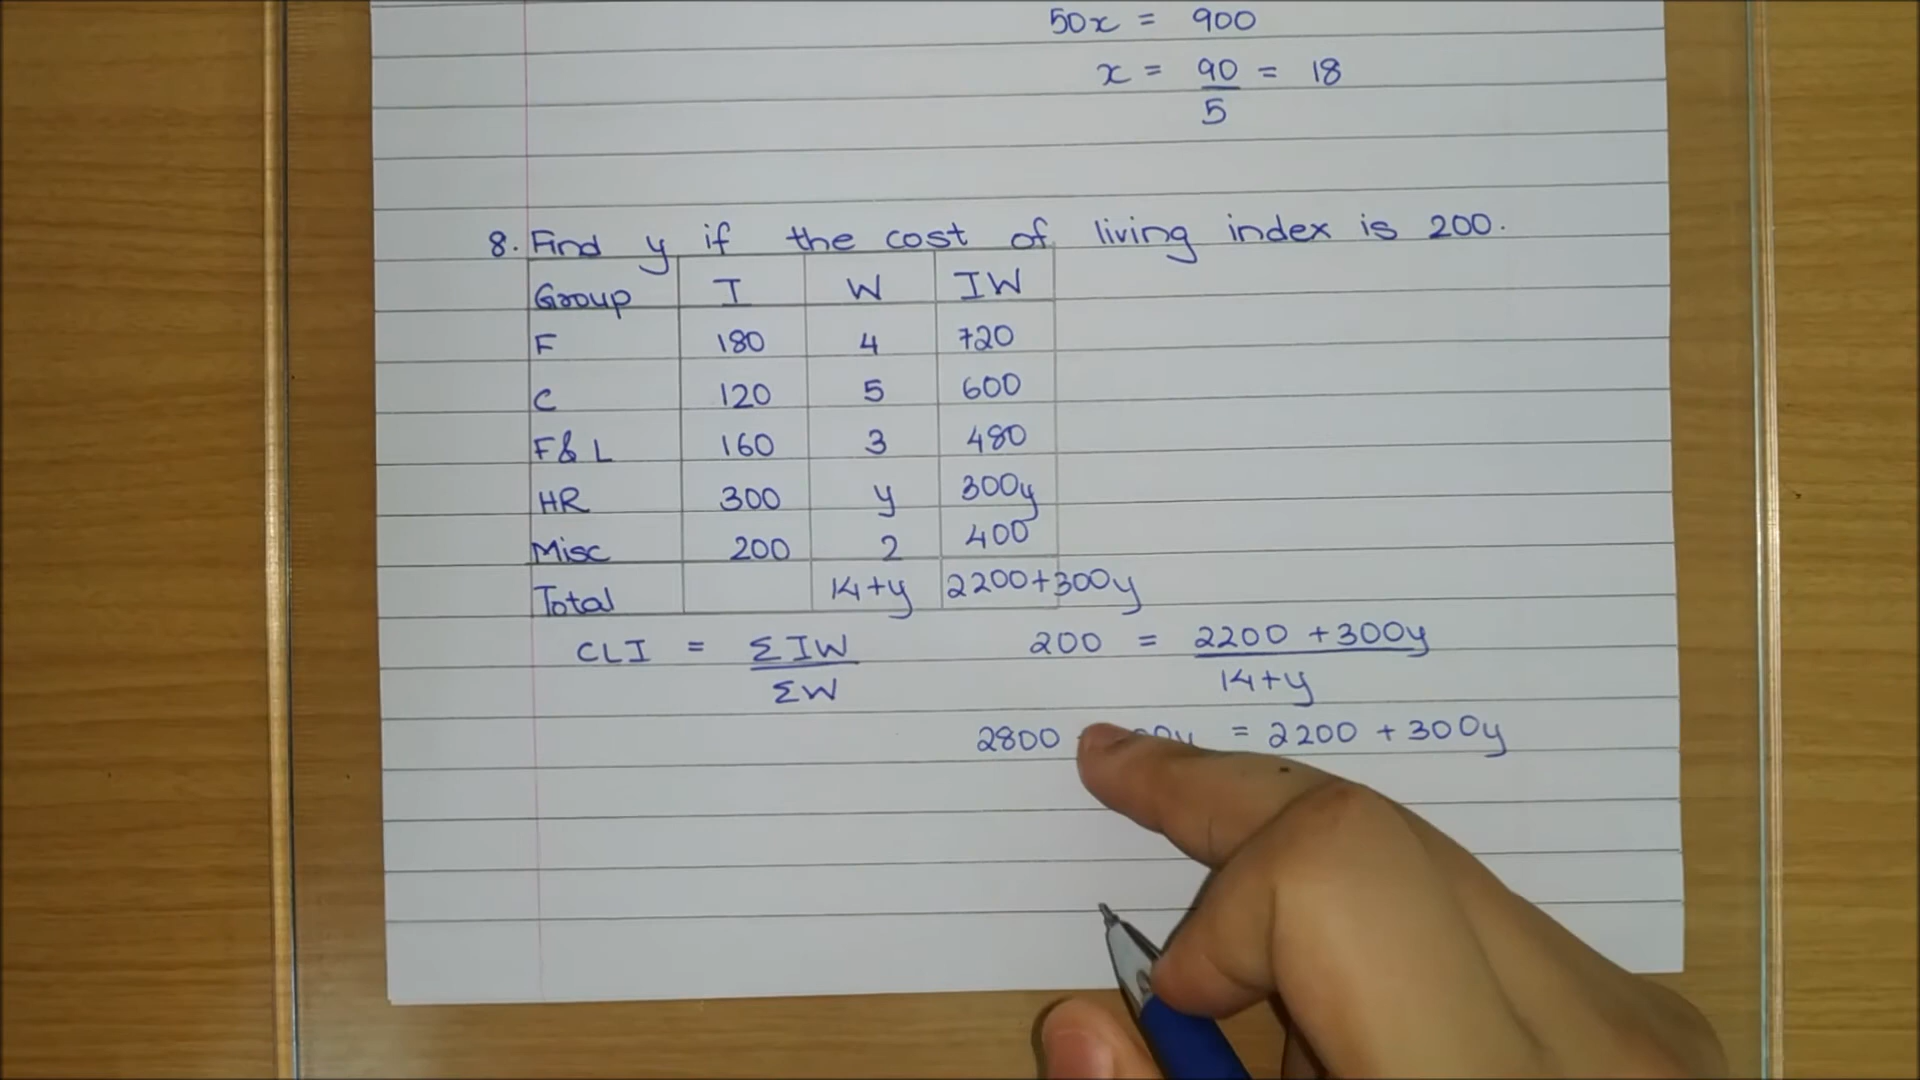 50x = 900
x = 90/5 = 18
8. Find y if the cost of living index is 200.
Group I W IW
F 180 4 720
C 120 5 600
F & L 160 3 480
HR 300 y 300y
Misc 200 2 400
Total 14+y 2200+300y
CLI = ΣIW/ΣW 200 = 2200 + 300y/14+y
2800 = 2200 + 300y